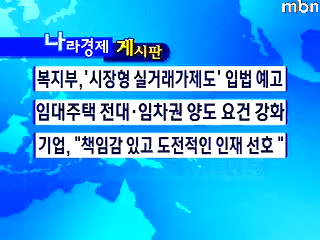 mbn
나라경제 게시판
복지부,'시장형 실거래가제도' 입법 예고
임대주택 전대·임차권 양도 요건 강화
기업, "책임감 있고 도전적인 인재 선호 "